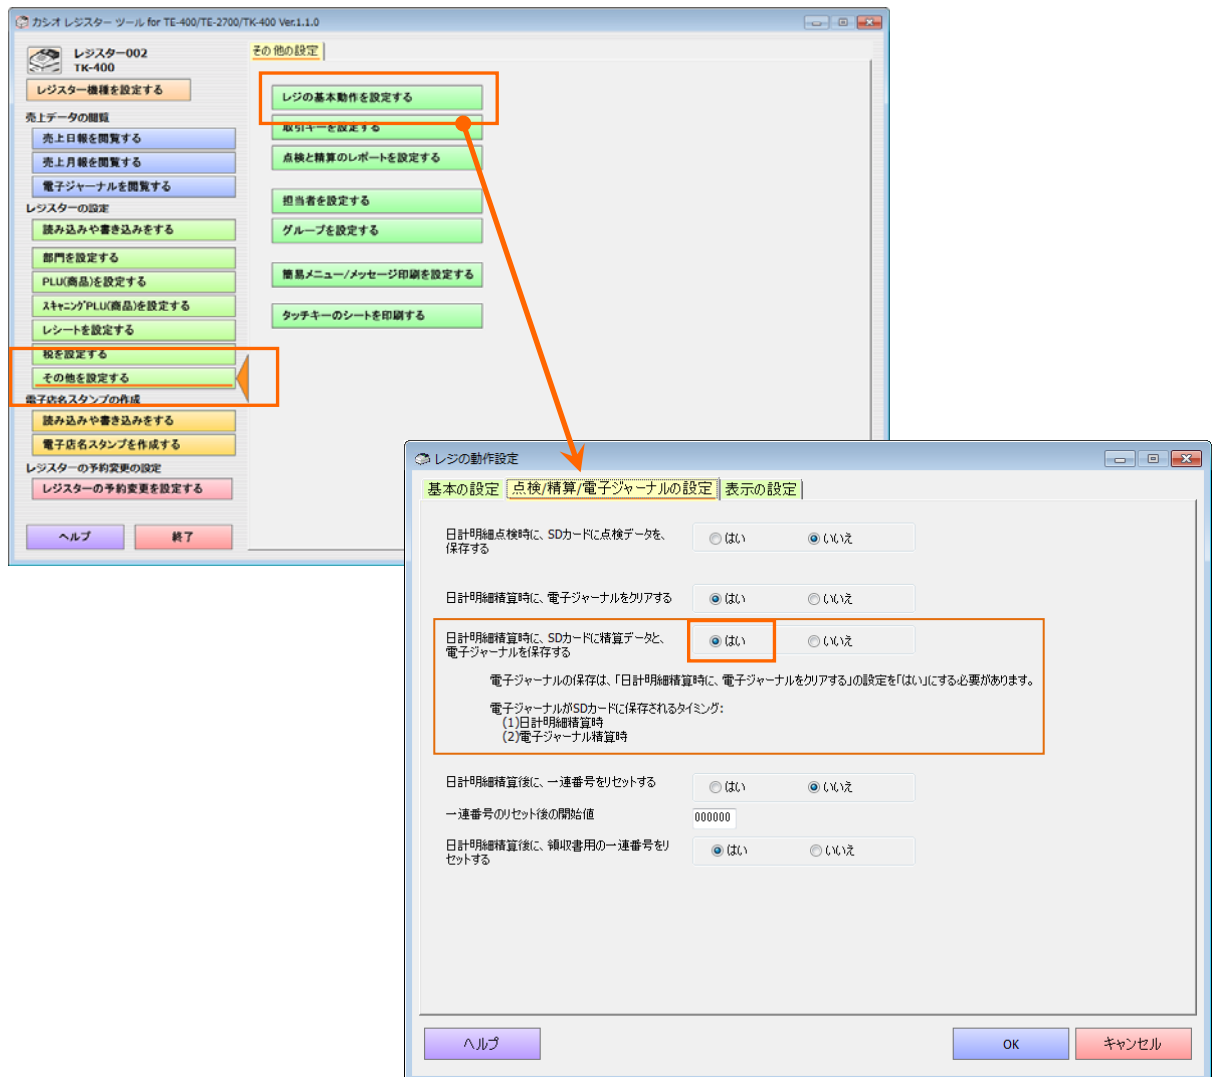 カシオ レジスター ツール for TE-400/TE-2700/TK-400 Ver.1.1.0
レジスター002
TK-400
レジスター機種を設定する
売上データの閲覧
売上日報を閲覧する
売上月報を閲覧する
電子ジャーナルを閲覧する
レジスターの設定
読み込みや書き込みをする
部門を設定する
PLU(商品)を設定する
スキャニングPLU(商品)を設定する
レシートを設定する
税を設定する
その他を設定する
電子店名スタンプの作成
読み込みや書き込みをする
電子店名スタンプを作成する
レジスターの予約変更の設定
レジスターの予約変更を設定する
ヘルプ
終了
その他の設定
レジの基本動作を設定する
取引キーを設定する
点検と精算のレポートを設定する
担当者を設定する
グループを設定する
簡易メニュー/メッセージ印刷を設定する
タッチキーのシートを印刷する
レジの動作設定
基本の設定 点検/精算/電子ジャーナルの設定 表示の設定
日計明細点検時に、SDカードに点検データを、
保存する
はい いいえ
日計明細精算時に、電子ジャーナルをクリアする
はい いいえ
日計明細精算時に、SDカードに精算データと、
電子ジャーナルを保存する
はい いいえ
電子ジャーナルの保存は、「日計明細精算時に、電子ジャーナルをクリアする」の設定を「はい」にする必要があります。
電子ジャーナルがSDカードに保存されるタイミング:
(1)日計明細精算時
(2)電子ジャーナル精算時
日計明細精算後に、一連番号をリセットする
はい いいえ
一連番号のリセット後の開始値
000000
日計明細精算後に、領収書用の一連番号をリ
セットする
はい いいえ
ヘルプ
OK
キャンセル